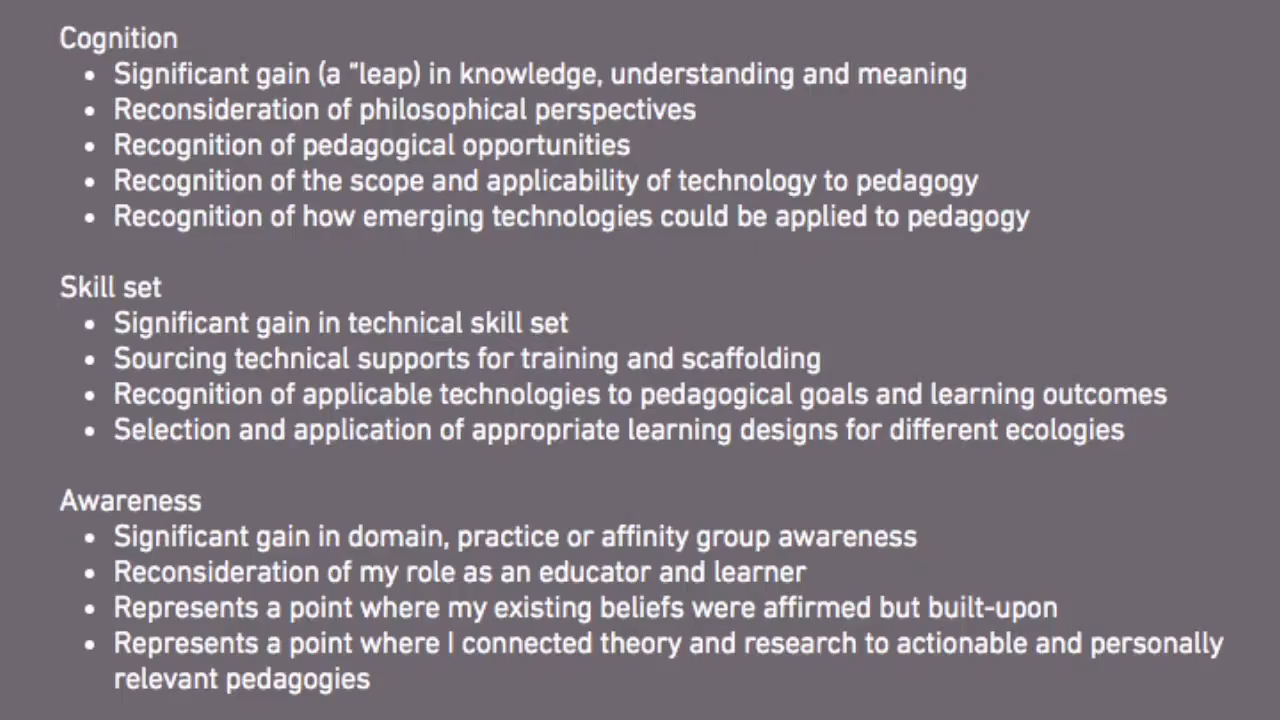 Cognition
• Significant gain (a "leap) in knowledge, understanding and meaning
• Reconsideration of philosophical perspectives
• Recognition of pedagogical opportunities
• Recognition of the scope and applicability of technology to pedagogy
• Recognition of how emerging technologies could be applied to pedagogy
Skill set
• Significant gain in technical skill set
• Sourcing technical supports for training and scaffolding
• Recognition of applicable technologies to pedagogical goals and learning outcomes
• Selection and application of appropriate learning designs for different ecologies
Awareness
• Significant gain in domain, practice or affinity group awareness
• Reconsideration of my role as an educator and learner
• Represents a point where my existing beliefs were affirmed but built-upon
• Represents a point where I connected theory and research to actionable and personally
relevant pedagogies